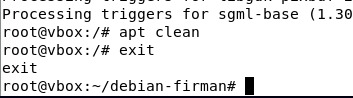 Processing triggers for sgml-base (1.30
root@vbox:/# apt clean
root@vbox:/# exit
exit
root@vbox:~/debian-firman#